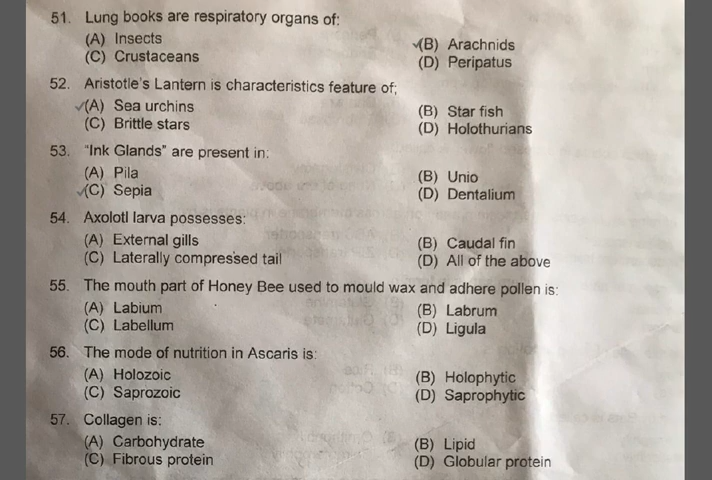 51. Lung books are respiratory organs of:
(A) Insects (B) Arachnids
(C) Crustaceans (D) Peripatus
52. Aristotle's Lantern is characteristics feature of;
(A) Sea urchins (B) Star fish
(C) Brittle stars (D) Holothurians
53. "Ink Glands" are present in:
(A) Pila (B) Unio
(C) Sepia (D) Dentalium
54. Axolotl larva possesses:
(A) External gills (B) Caudal fin
(C) Laterally compressed tail (D) All of the above
55. The mouth part of Honey Bee used to mould wax and adhere pollen is:
(A) Labium (B) Labrum
(C) Labellum (D) Ligula
56. The mode of nutrition in Ascaris is:
(A) Holozoic (B) Holophytic
(C) Saprozoic (D) Saprophytic
57. Collagen is:
(A) Carbohydrate (B) Lipid
(C) Fibrous protein (D) Globular protein